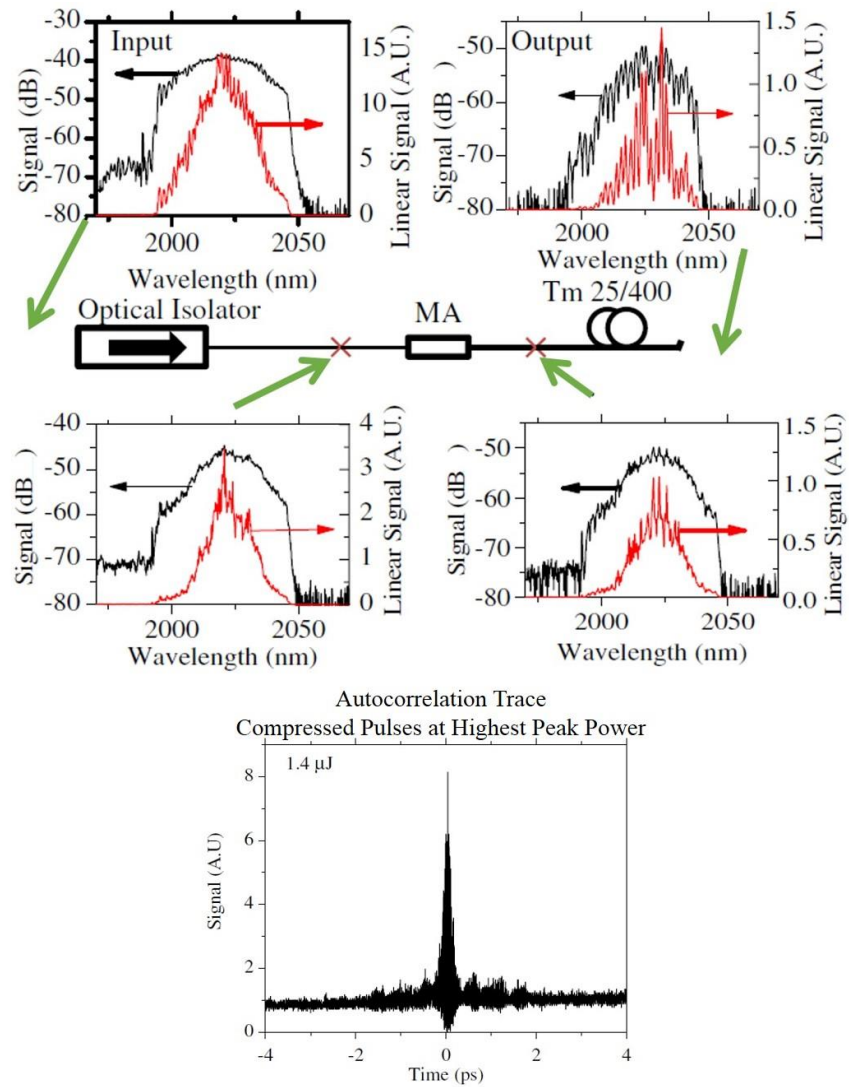 Input
-30
-40
-50
-60
-70
-80
Signal (dB)
15
10
5
0
Linear Signal (A.U.)
2000
2050
Wavelength (nm)
Output
-50
-60
-70
-80
Signal (dB )
1.5
1.0
0.5
0.0
Linear Signal (A.U.)
2000
2050
Wavelength (nm)
Optical Isolator
MA
Tm 25/400
-40
-50
-60
-70
-80
Signal (dB )
4
3
2
1
0
Linear Signal (A.U.)
2000
2050
Wavelength (nm)
-50
-60
-70
-80
Signal (dB )
1.5
1.0
0.5
0.0
Linear Signal (A.U.)
2000
2050
Wavelength (nm)
Autocorrelation Trace
Compressed Pulses at Highest Peak Power
1.4 µJ
8
6
4
2
0
Signal (A.U)
-4
-2
0
2
4
Time (ps)